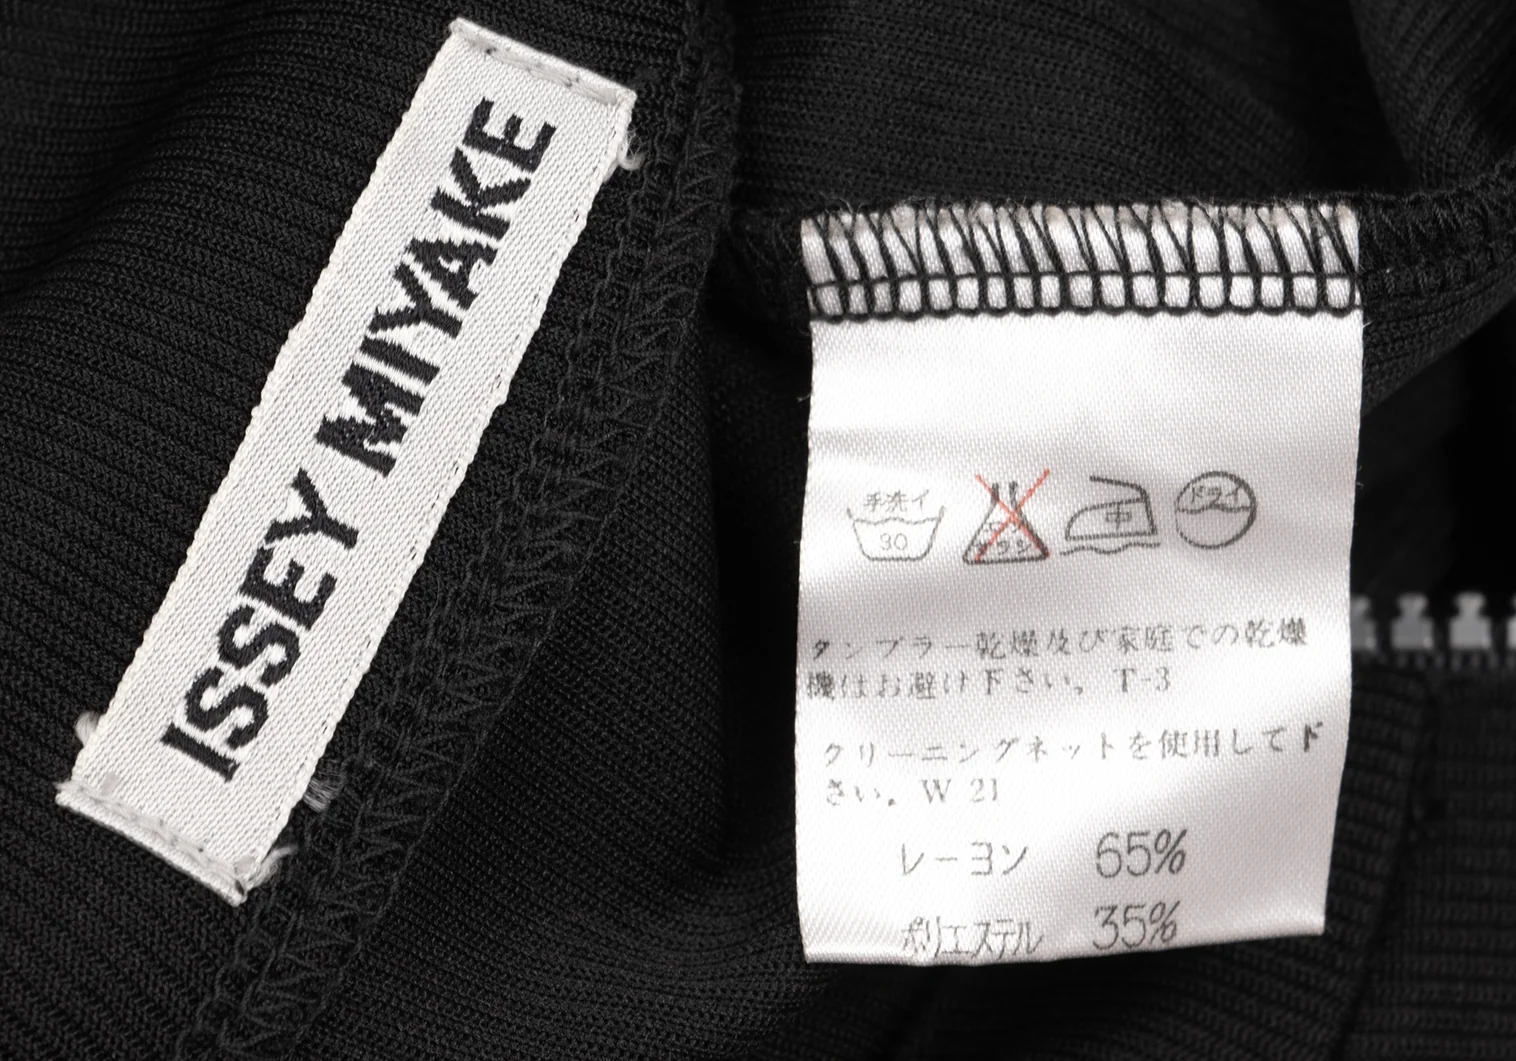 ISSEY MIYAKE
手洗イ
30
中
ドライ
タンブラー乾燥及び家庭での乾燥
機はお避け下さい。T-3
クリーニングネットを使用して下
さい。W 21
レーヨン 65%
ポリエステル 35%